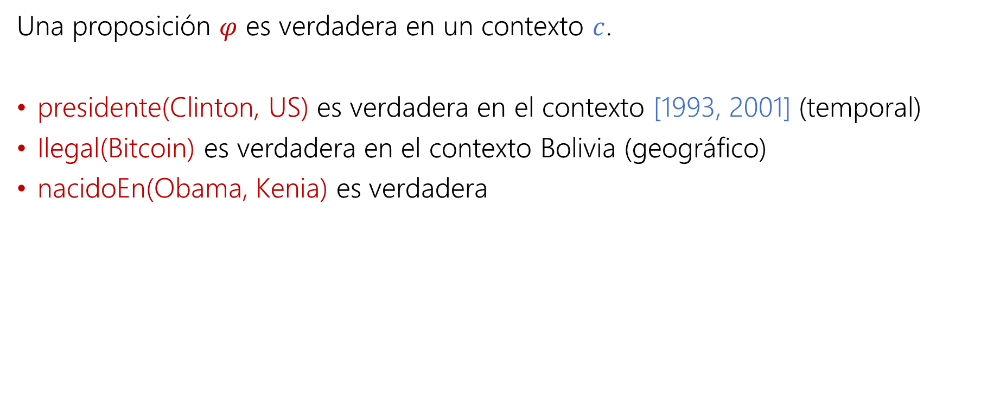 Una proposición φ es verdadera en un contexto c.
• presidente(Clinton, US) es verdadera en el contexto [1993, 2001] (temporal)
• Ilegal(Bitcoin) es verdadera en el contexto Bolivia (geográfico)
• nacidoEn(Obama, Kenia) es verdadera